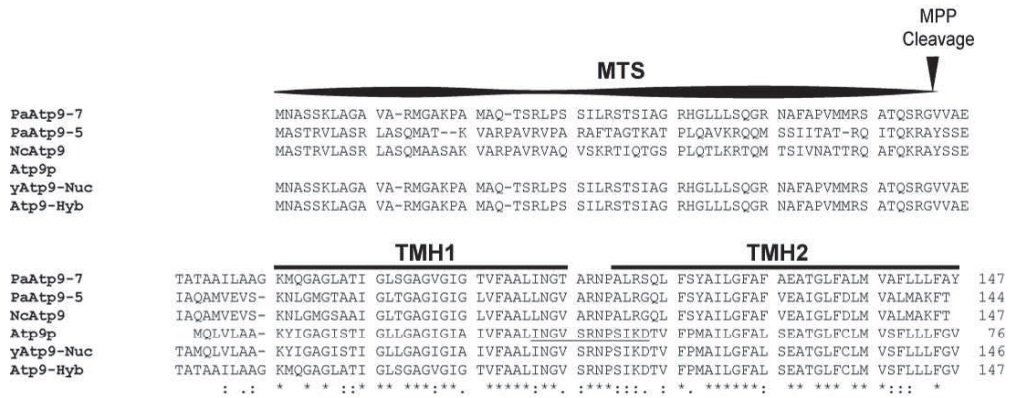 MPP
Cleavage
MTS
PaAtp9-7 MNASSKLAGA VA-RMGAKPA MAQ-TSRLPS SILRSTSIAG RHGLLLSQGR NAFAPVMMRS ATQSRGVVAE
PaAtp9-5 MASTRVLASR LASQMAT--K VARPAVRVPA RAFTAGTKAT PLQAVKRQQM SSIITAT-RQ ITQKRAYSSE
NcAtp9 MASTRVLASR LASQMAASAK VARPAVRVAQ VSKRTIQTGS PLQTLKRTQM TSIVNATTRQ AFQKRAYSSE
Atp9p
yAtp9-Nuc MNASSKLAGA VA-RMGAKPA MAQ-TSRLPS SILRSTSIAG RHGLLLSQGR NAFAPVMMRS ATQSRGVVAE
Atp9-Hyb MNASSKLAGA VA-RMGAKPA MAQ-TSRLPS SILRSTSIAG RHGLLLSQGR NAFAPVMMRS ATQSRGVVAE
TMH1 TMH2
PaAtp9-7 TATAAILAAG KMQGAGLATI GLSGAGVGIG TVFAALINGT ARNPALRSQL FSYAILGFAF AEATGLFALM VAFLLLFAY 147
PaAtp9-5 IAQAMVEVS- KNLGMGTAAI GLTGAGIGIG LVFAALLNGV ARNPALRGQL FSYAILGFAF VEAIGLFDLM VALMAKFT 144
NcAtp9 IAQAMVEVS- KNLGMGSAAI GLTGAGIGIG LVFAALLNGV ARNPALRGQL FSYAILGFAF VEAIGLFDLM VALMAKFT 147
Atp9p MQLVLAA- KYIGAGISTI GLLGAGIGIA IVFAALINGV SRNPSIKDTV FPMAILGFAL SEATGLFCLM VSFLLLFGV 76
yAtp9-Nuc TAMQLVLAA- KYIGAGISTI GLLGAGIGIA IVFAALINGV SRNPSIKDTV FPMAILGFAL SEATGLFCLM VSFLLLFGV 146
Atp9-Hyb TATAAILAAG KYIGAGISTI GLLGAGIGIA IVFAALINGV SRNPSIKDTV FPMAILGFAL SEATGLFCLM VSFLLLFGV 147
: .: * * * ::* ** ***:**. *****:**. :***:::. : *. ******: ** *** ** *::: *